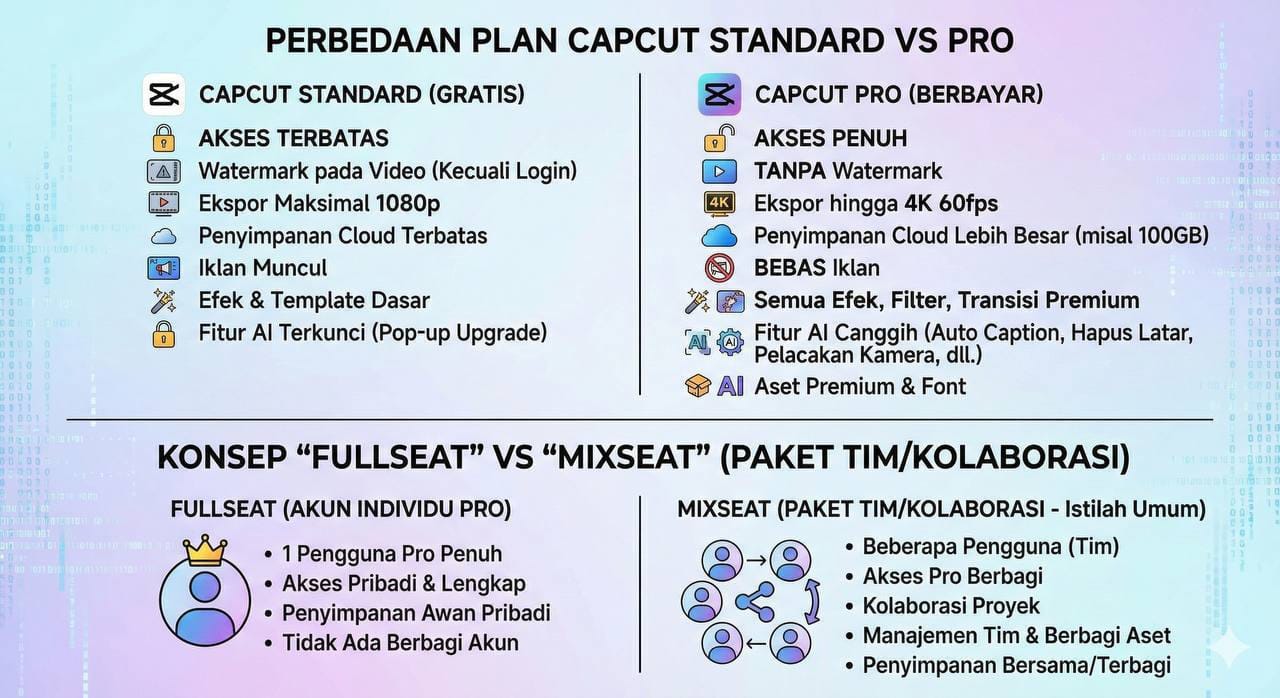 PERBEDAAN PLAN CAPCUT STANDARD VS PRO
CAPCUT STANDARD (GRATIS)
AKSES TERBATAS
Watermark pada Video (Kecuali Login)
Ekspor Maksimal 1080p
Penyimpanan Cloud Terbatas
Iklan Muncul
Efek & Template Dasar
Fitur AI Terkunci (Pop-up Upgrade)
CAPCUT PRO (BERBAYAR)
AKSES PENUH
TANPA Watermark
4K
Ekspor hingga 4K 60fps
Penyimpanan Cloud Lebih Besar (misal 100GB)
BEBAS Iklan
Semua Efek, Filter, Transisi Premium
AI
AI
Fitur AI Canggih (Auto Caption, Hapus Latar,
Pelacakan Kamera, dll.)
AI
Aset Premium & Font
KONSEP “FULLSEAT” VS “MIXSEAT” (PAKET TIM/KOLABORASI)
FULLSEAT (AKUN INDIVIDU PRO)
• 1 Pengguna Pro Penuh
• Akses Pribadi & Lengkap
• Penyimpanan Awan Pribadi
• Tidak Ada Berbagi Akun
MIXSEAT (PAKET TIM/KOLABORASI - Istilah Umum)
• Beberapa Pengguna (Tim)
• Akses Pro Berbagi
• Kolaborasi Proyek
• Manajemen Tim & Berbagi Aset
• Penyimpanan Bersama/Terbagi